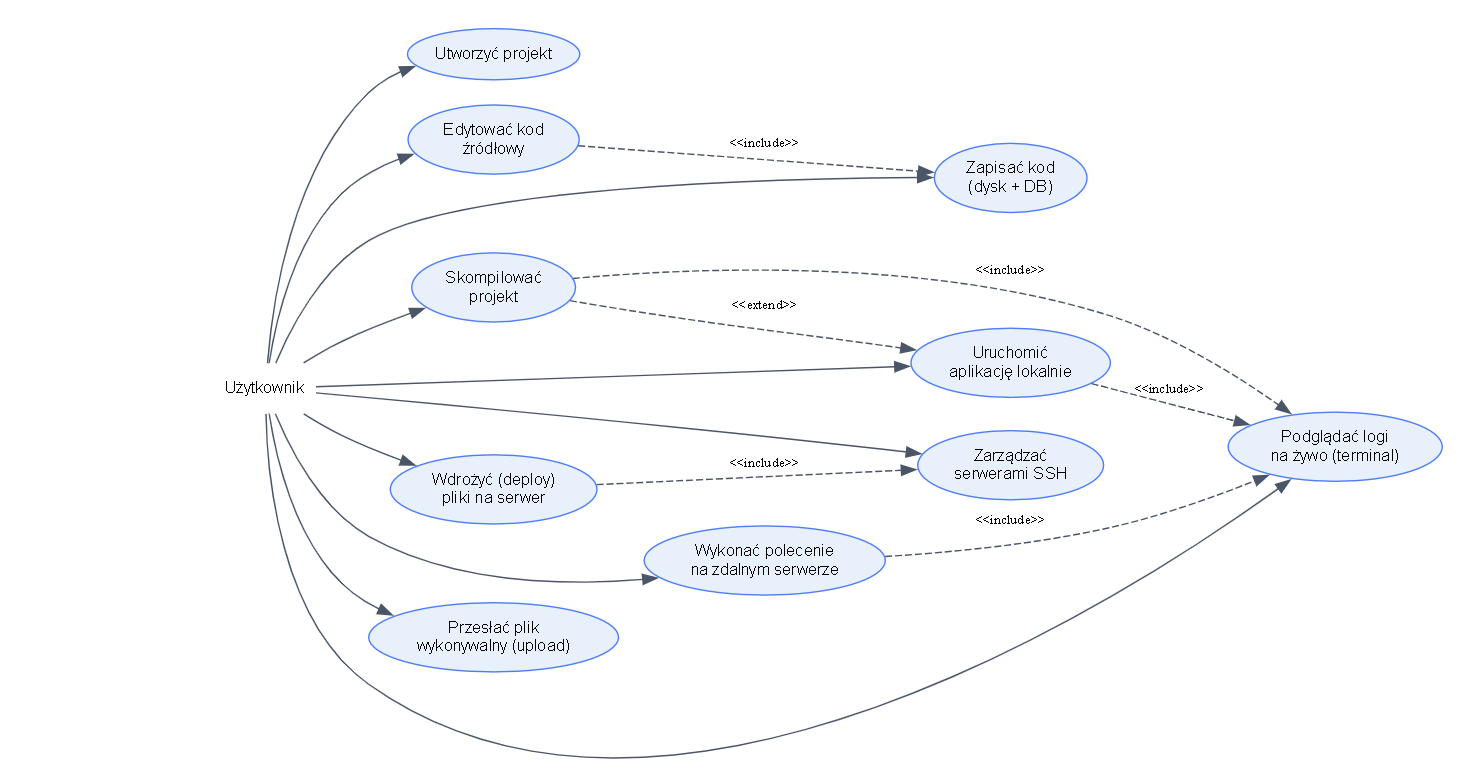 Utworzyć projekt
Edytować kod
źródłowy
<<include>>
Zapisać kod
(dysk + DB)
Skompilować
projekt
<<include>>
<<extend>>
Uruchomić
aplikację lokalnie
Użytkownik
<<include>>
Podglądać logi
na żywo (terminal)
Wdrożyć (deploy)
pliki na serwer
<<include>>
Zarządzać
serwerami SSH
<<include>>
Wykonać polecenie
na zdalnym serwerze
Przesłać plik
wykonywalny (upload)